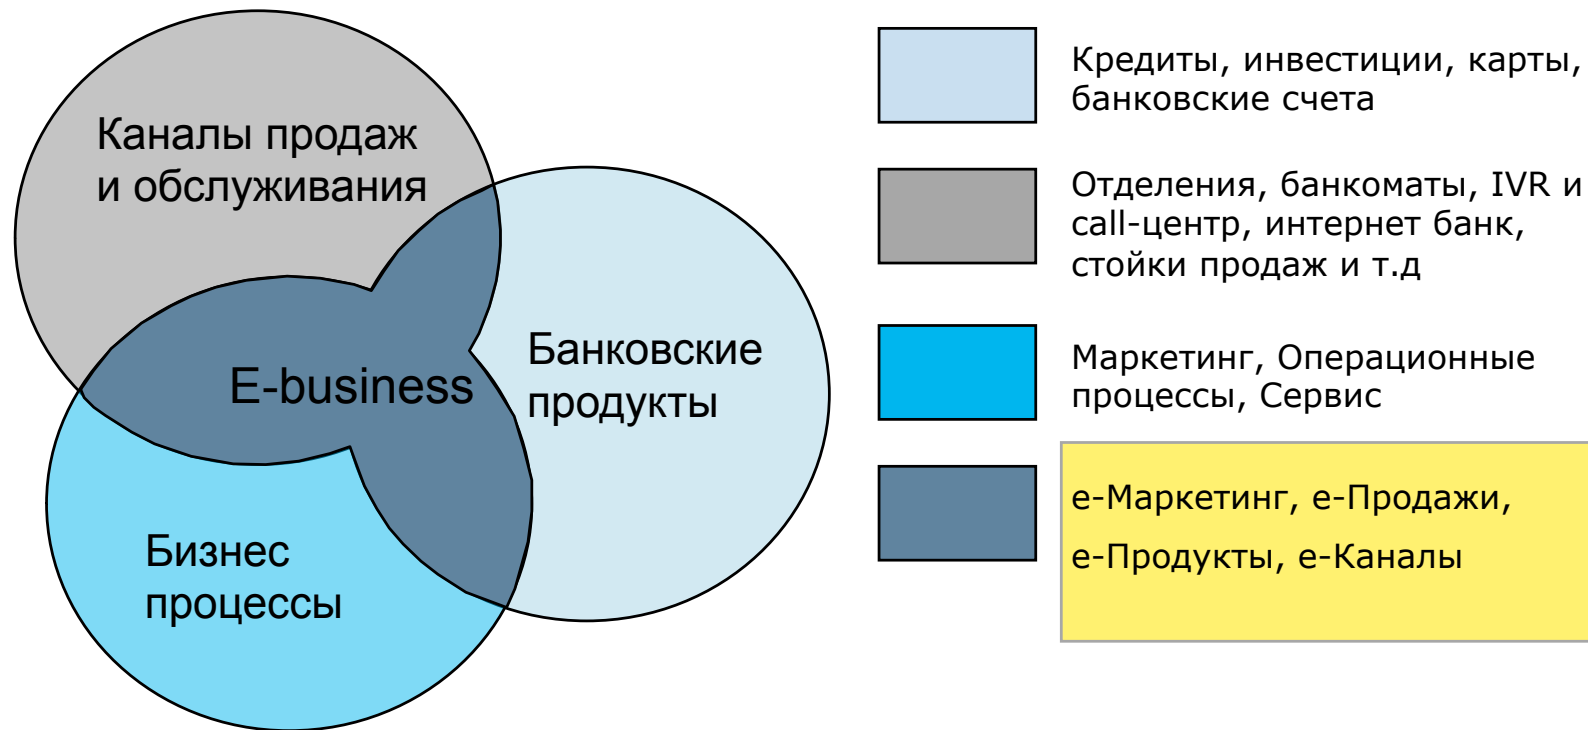 Каналы продаж
и обслуживания
E-business
Банковские
продукты
Бизнес
процессы
Кредиты, инвестиции, карты,
банковские счета
Отделения, банкоматы, IVR и
call-центр, интернет банк,
стойки продаж и т.д
Маркетинг, Операционные
процессы, Сервис
е-Маркетинг, е-Продажи,
е-Продукты, е-Каналы